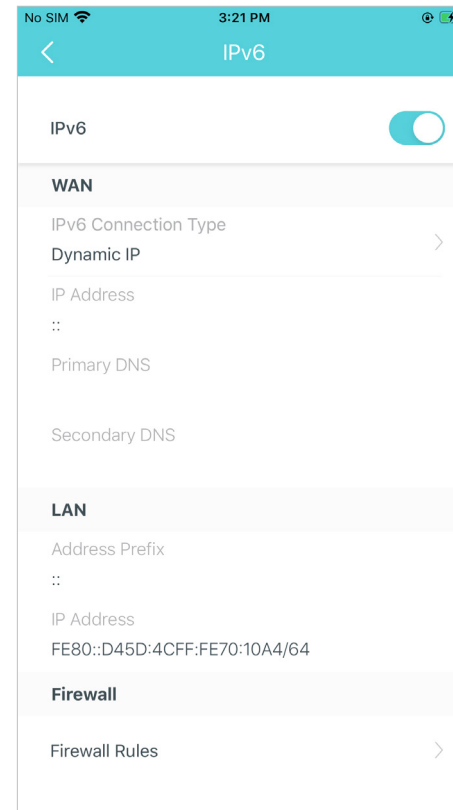 No SIM 3:21 PM
IPv6
IPv6
WAN
IPv6 Connection Type
Dynamic IP
IP Address
::
Primary DNS
Secondary DNS
LAN
Address Prefix
::
IP Address
FE80::D45D:4CFF:FE70:10A4/64
Firewall
Firewall Rules